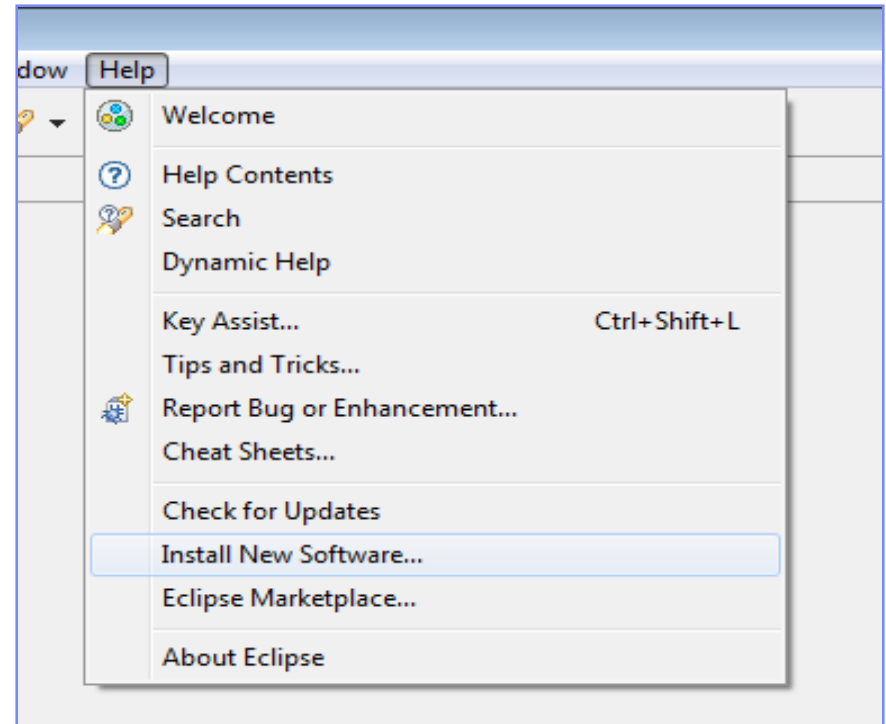 dow Help
Welcome
Help Contents
Search
Dynamic Help
Key Assist... Ctrl+Shift+L
Tips and Tricks...
Report Bug or Enhancement...
Cheat Sheets...
Check for Updates
Install New Software...
Eclipse Marketplace...
About Eclipse